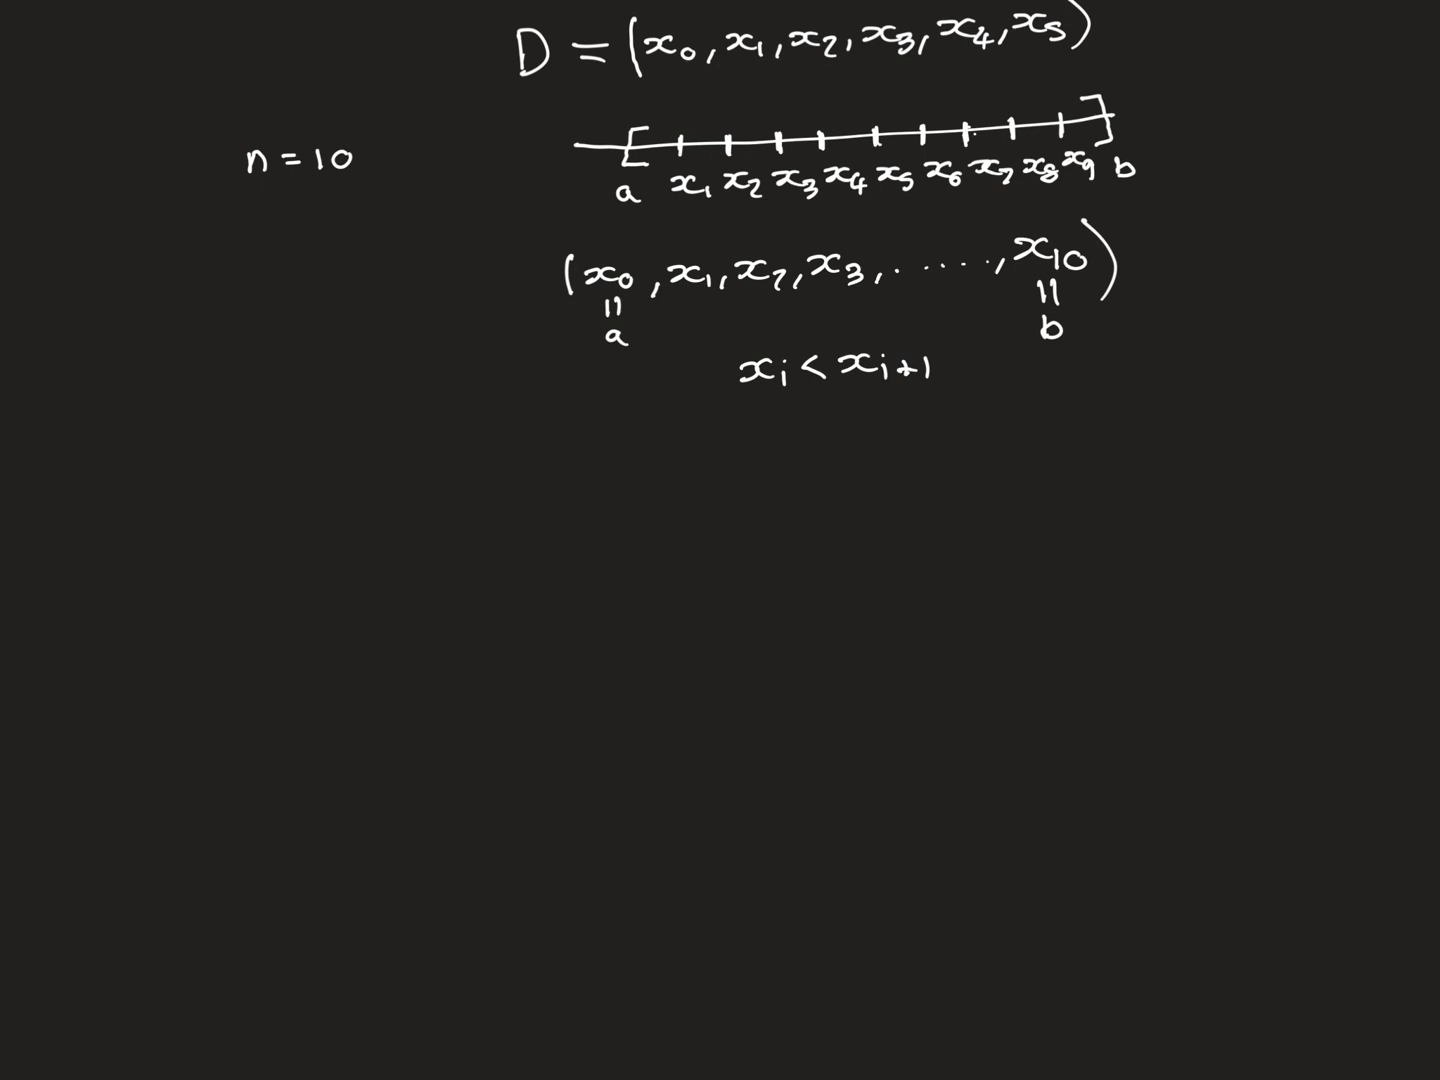 D = (x₀, x₁, x₂, x₃, x₄, x₅)
n = 10
a x₁ x₂ x₃ x₄ x₅ x₆ x₇ x₈ x₉ b
(x₀, x₁, x₂, x₃, ....., x₁₀)
= =
a b
xᵢ < xᵢ₊₁